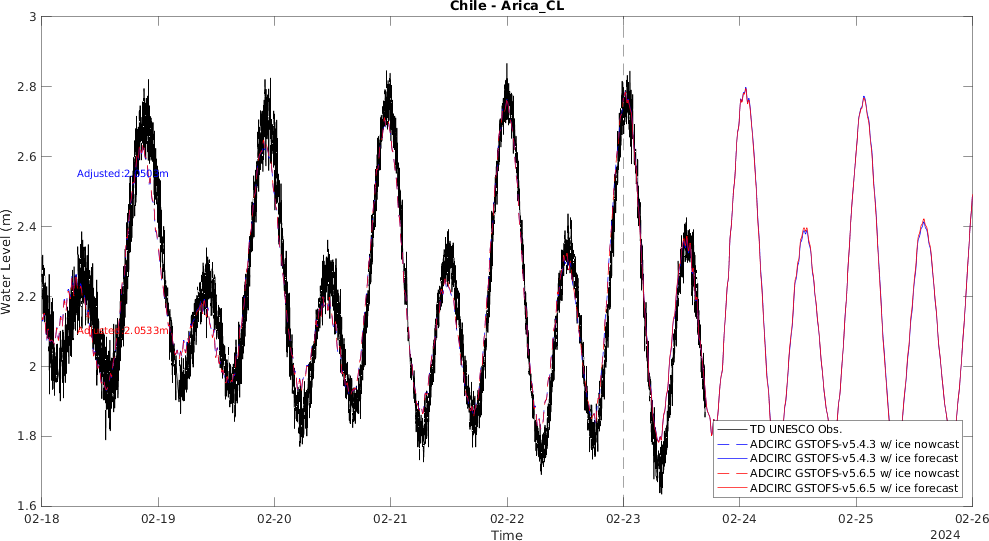 Chile - Arica_CL
3
2.8
2.6
2.4
2.2
2
1.8
1.6
Water Level (m)
Adjusted:2.0533m
TD UNESCO Obs.
ADCIRC GSTOFS-v5.4.3 w/ ice nowcast
ADCIRC GSTOFS-v5.4.3 w/ ice forecast
ADCIRC GSTOFS-v5.6.5 w/ ice nowcast
ADCIRC GSTOFS-v5.6.5 w/ ice forecast
02-18 02-19 02-20 02-21 02-22 02-23 02-24 02-25 02-26
Time
2024